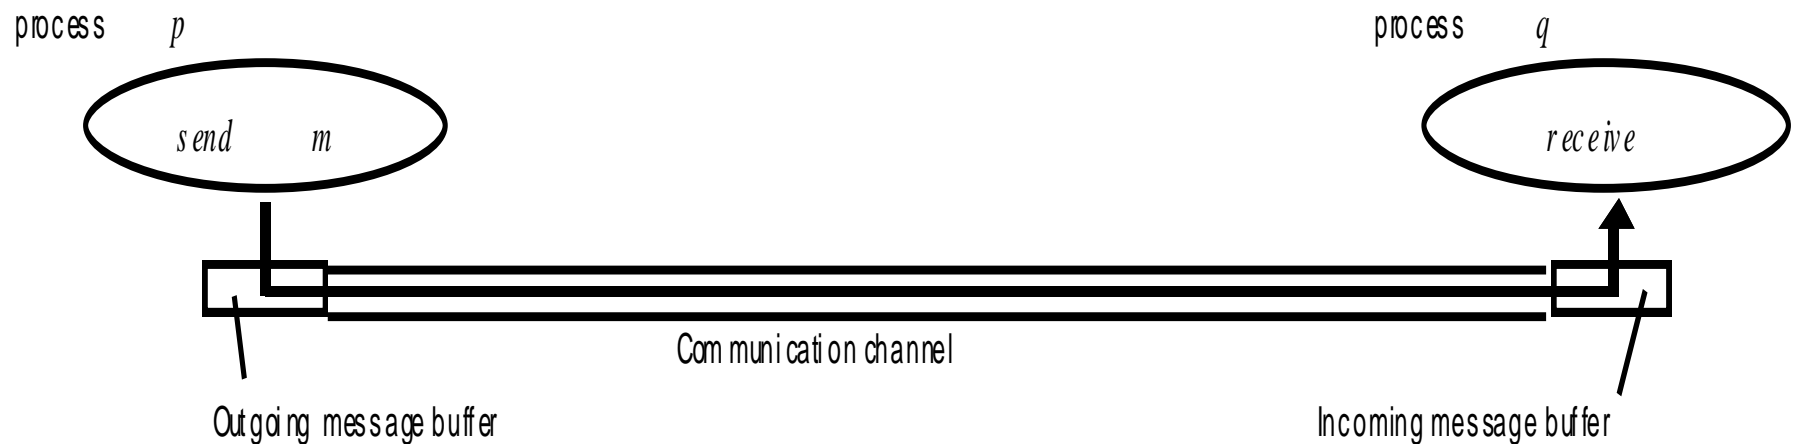 process p
process q
send m
receive
Communication channel
Outgoing message buffer
Incoming message buffer